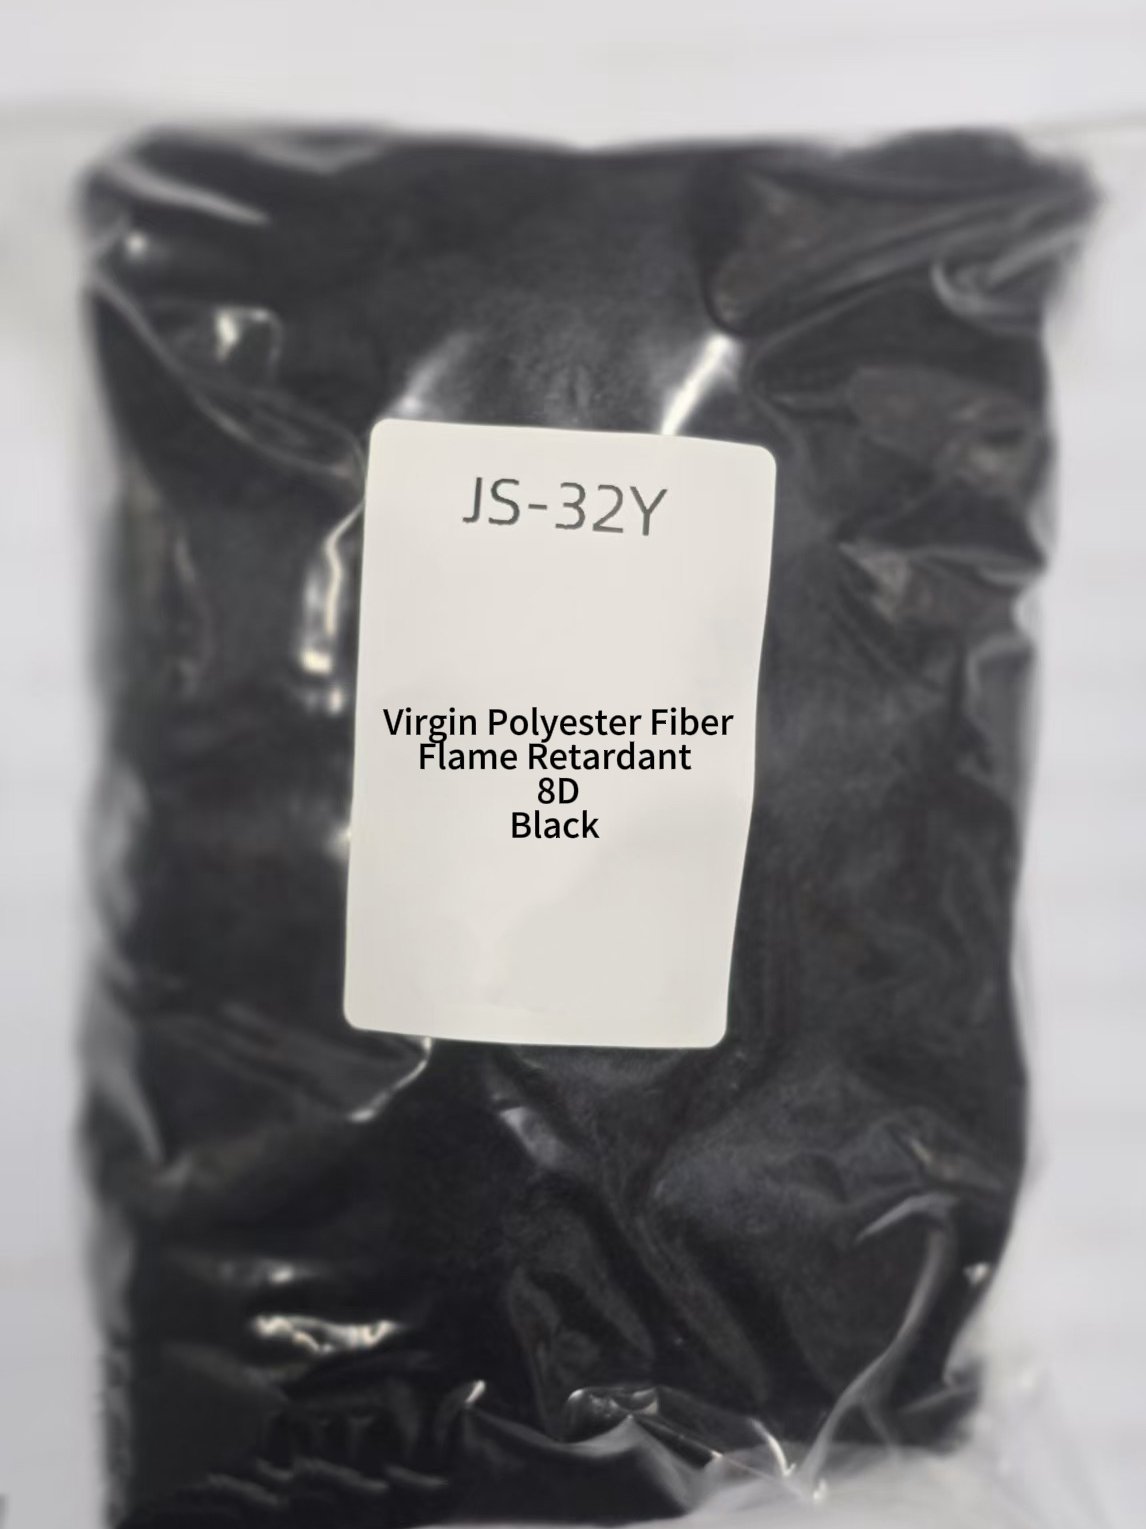 JS-32Y
Virgin Polyester Fiber
Flame Retardant
8D
Black